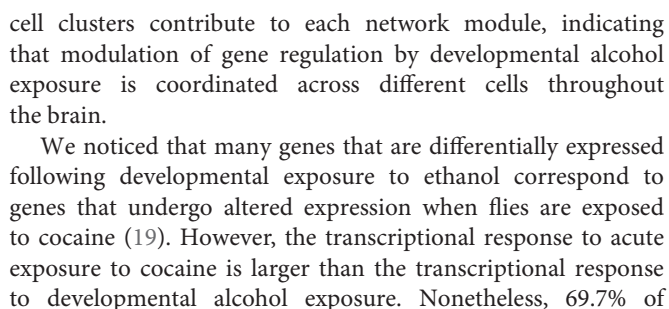 cell clusters contribute to each network module, indicating
that modulation of gene regulation by developmental alcohol
exposure is coordinated across different cells throughout
the brain.
We noticed that many genes that are differentially expressed
following developmental exposure to ethanol correspond to
genes that undergo altered expression when flies are exposed
to cocaine (19). However, the transcriptional response to acute
exposure to cocaine is larger than the transcriptional response
to developmental alcohol exposure. Nonetheless, 69.7% of